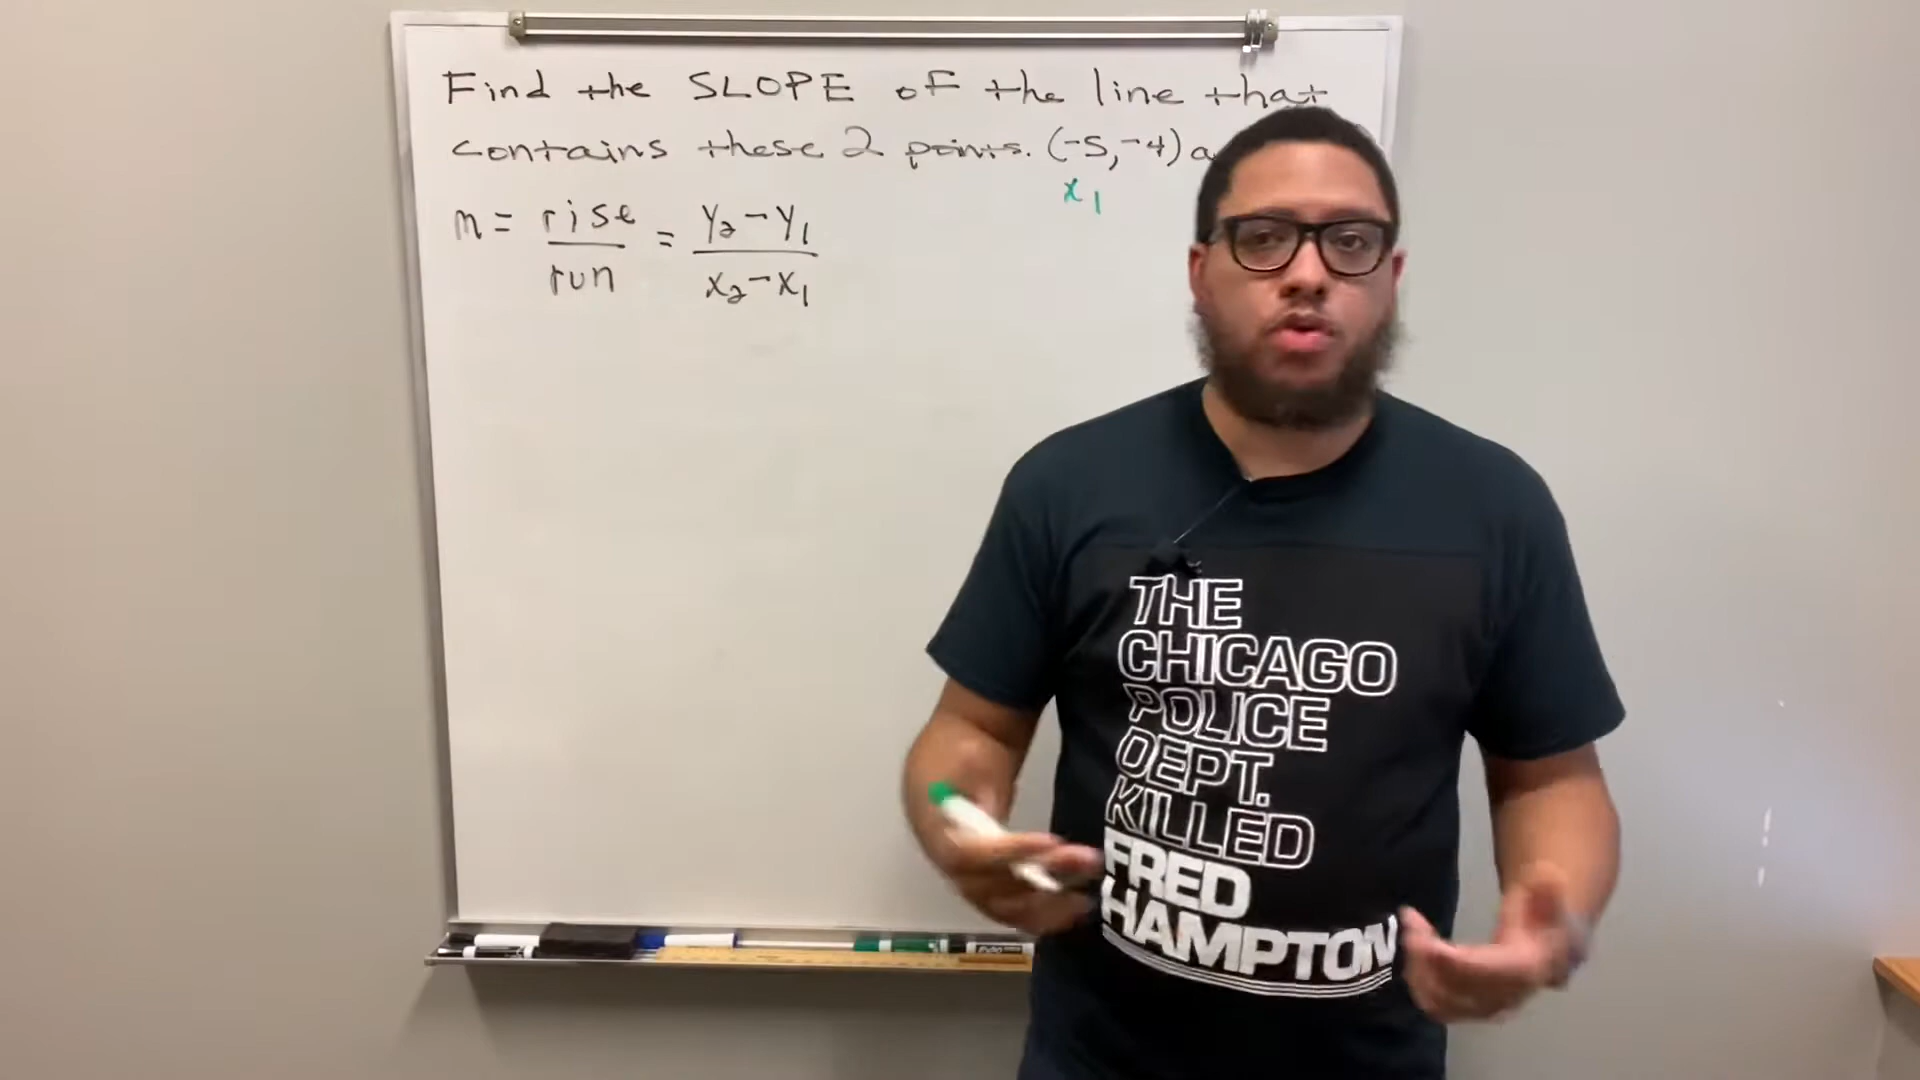 Find the SLOPE of the line that
contains these 2 points. (-5,-4) a
x1
m = rise/run = y2-y1/x2-x1
THE
CHICAGO
POLICE
DEPT.
KILLED
FRED
HAMPTON